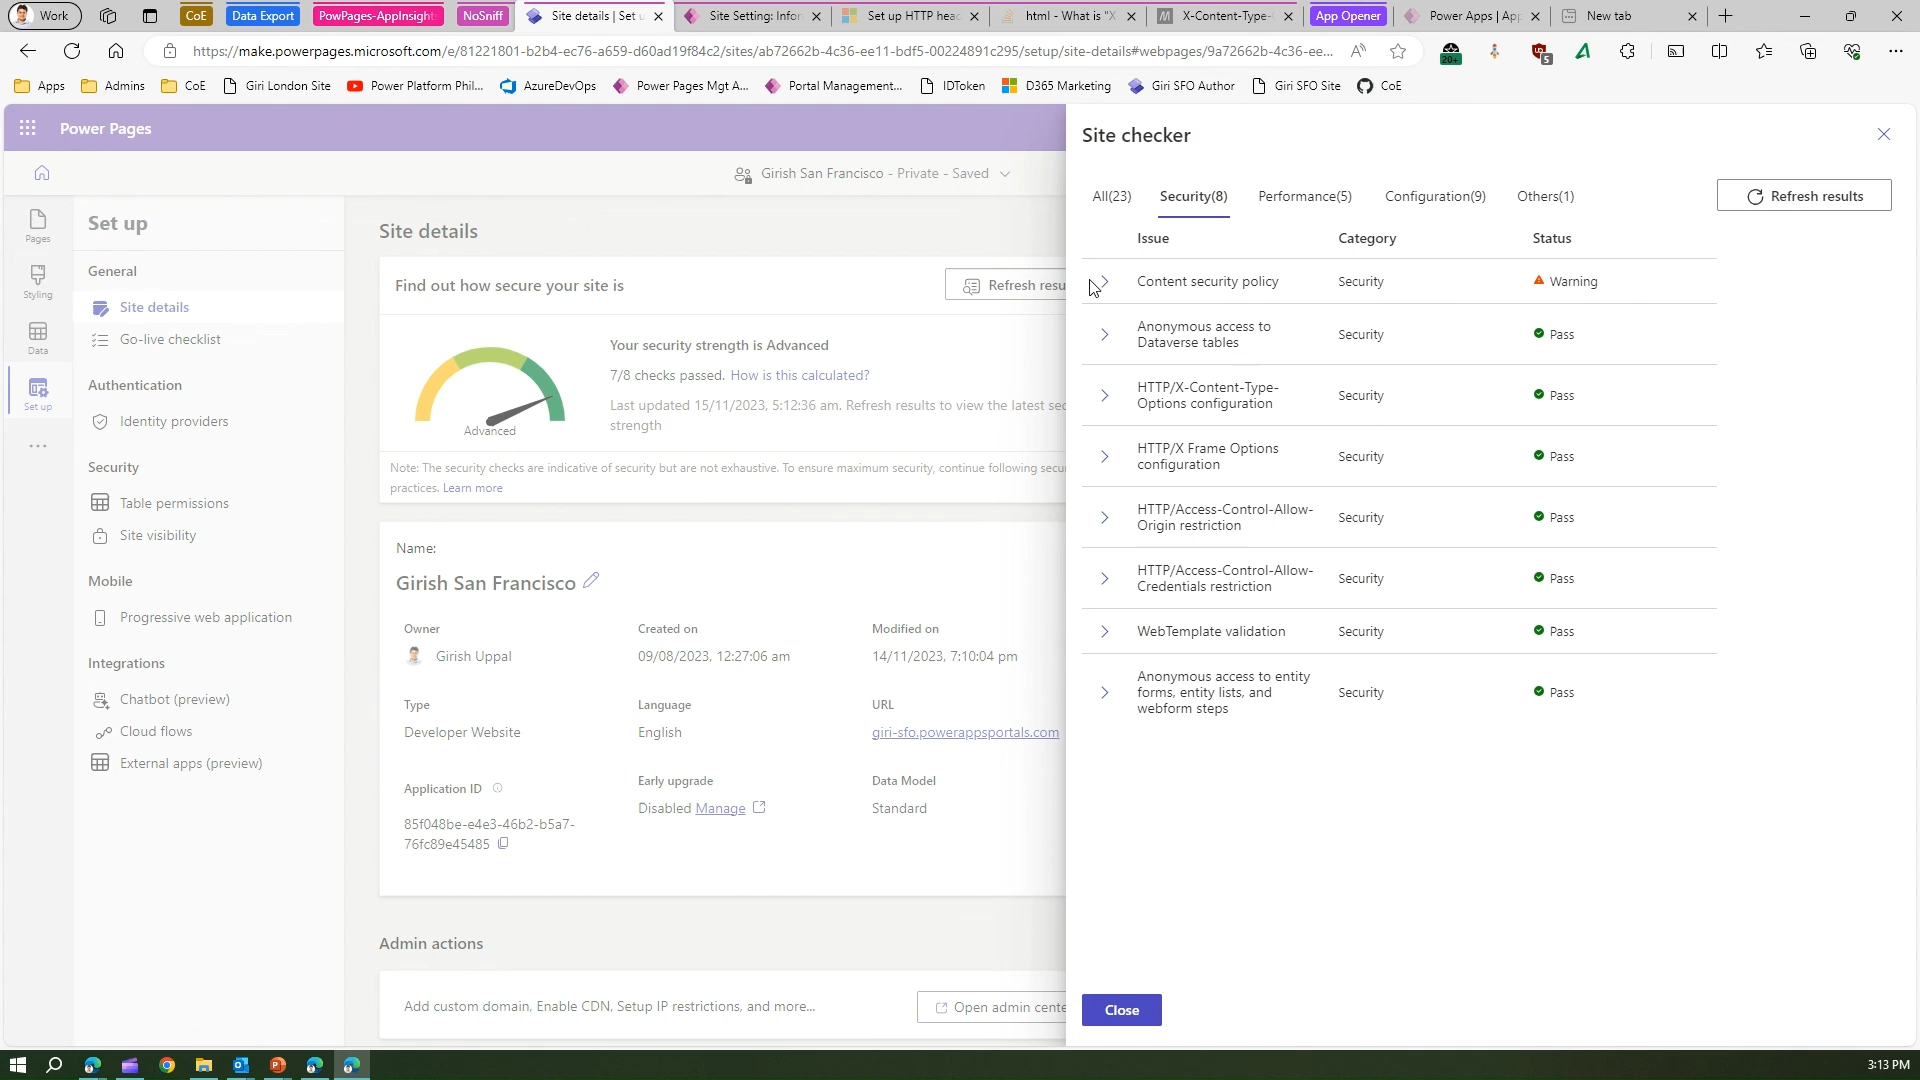 Work
CoE
Data Export
PowPages-AppInsight
NoSniff
Site details | Set u
Site Setting: Infor
Set up HTTP head
html - What is "X
X-Content-Type-
App Opener
Power Apps | App
New tab
https://make.powerpages.microsoft.com/e/81221801-b2b4-ec76-a659-d60ad19f84c2/sites/ab72662b-4c36-ee11-bdf5-00224891c295/setup/site-details#webpages/9a72662b-4c36-ee...
20+
5
Apps
Admins
CoE
Giri London Site
Power Platform Phil...
AzureDevOps
Power Pages Mgt A...
Portal Management...
IDToken
D365 Marketing
Giri SFO Author
Giri SFO Site
CoE
Power Pages
Girish San Francisco - Private - Saved
Pages
Styling
Data
Set up
Set up
General
Site details
Go-live checklist
Authentication
Identity providers
Security
Table permissions
Site visibility
Mobile
Progressive web application
Integrations
Chatbot (preview)
Cloud flows
External apps (preview)
Site details
Find out how secure your site is
Refresh resu
Advanced
Your security strength is Advanced
7/8 checks passed. How is this calculated?
Last updated 15/11/2023, 5:12:36 am. Refresh results to view the latest sec
strength
Note: The security checks are indicative of security but are not exhaustive. To ensure maximum security, continue following secu
practices. Learn more
Name:
Girish San Francisco
Owner
Girish Uppal
Created on
09/08/2023, 12:27:06 am
Modified on
14/11/2023, 7:10:04 pm
Type
Developer Website
Language
English
URL
giri-sfo.powerappsportals.com
Application ID
85f048be-e4e3-46b2-b5a7-
76fc89e45485
Early upgrade
Disabled Manage
Data Model
Standard
Admin actions
Add custom domain, Enable CDN, Setup IP restrictions, and more...
Open admin cente
Site checker
All(23)
Security(8)
Performance(5)
Configuration(9)
Others(1)
Refresh results
Issue
Category
Status
Content security policy
Security
Warning
Anonymous access to
Dataverse tables
Security
Pass
HTTP/X-Content-Type-
Options configuration
Security
Pass
HTTP/X Frame Options
configuration
Security
Pass
HTTP/Access-Control-Allow-
Origin restriction
Security
Pass
HTTP/Access-Control-Allow-
Credentials restriction
Security
Pass
WebTemplate validation
Security
Pass
Anonymous access to entity
forms, entity lists, and
webform steps
Security
Pass
Close
3:13 PM